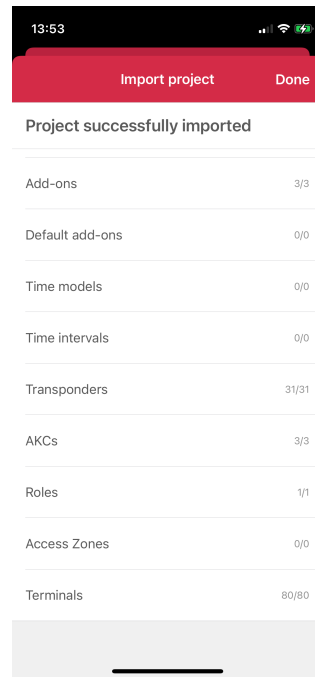 13:53
Import project Done
Project successfully imported
Add-ons 3/3
Default add-ons 0/0
Time models 0/0
Time intervals 0/0
Transponders 31/31
AKCs 3/3
Roles 1/1
Access Zones 0/0
Terminals 80/80